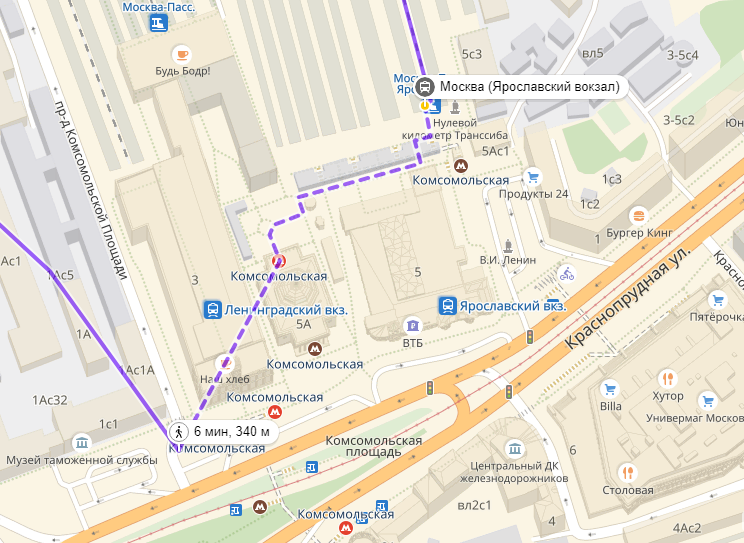 Москва-Пасс.
Будь Бодр!
5с3
вл5
3-5с4
Москва (Ярославский вокзал)
3-5с2
Нулевой
километр Транссиба
5Ас1
Комсомольская
Продукты 24
1с3
1с2
Бургер Кинг
1
пр-д Комсомольской Площади
Ас1
1Ас5
3
Комсомольская
5
В.И. Ленин
Краснопрудная ул.
Ленинградский вкз.
5А
Ярославский вкз.
1А
ВТБ
Пятёрочка
Комсомольская
1Ас1А
Наш хлеб
1Ас32
1с1
Комсомольская
Billa
Хутор
Универмаг Москов
6 мин, 340 м
Комсомольская
Музей таможенной службы
Комсомольская
площадь
6
Центральный ДК
железнодорожников
Столовая
вл2с1
4
Комсомольская
4Ас2